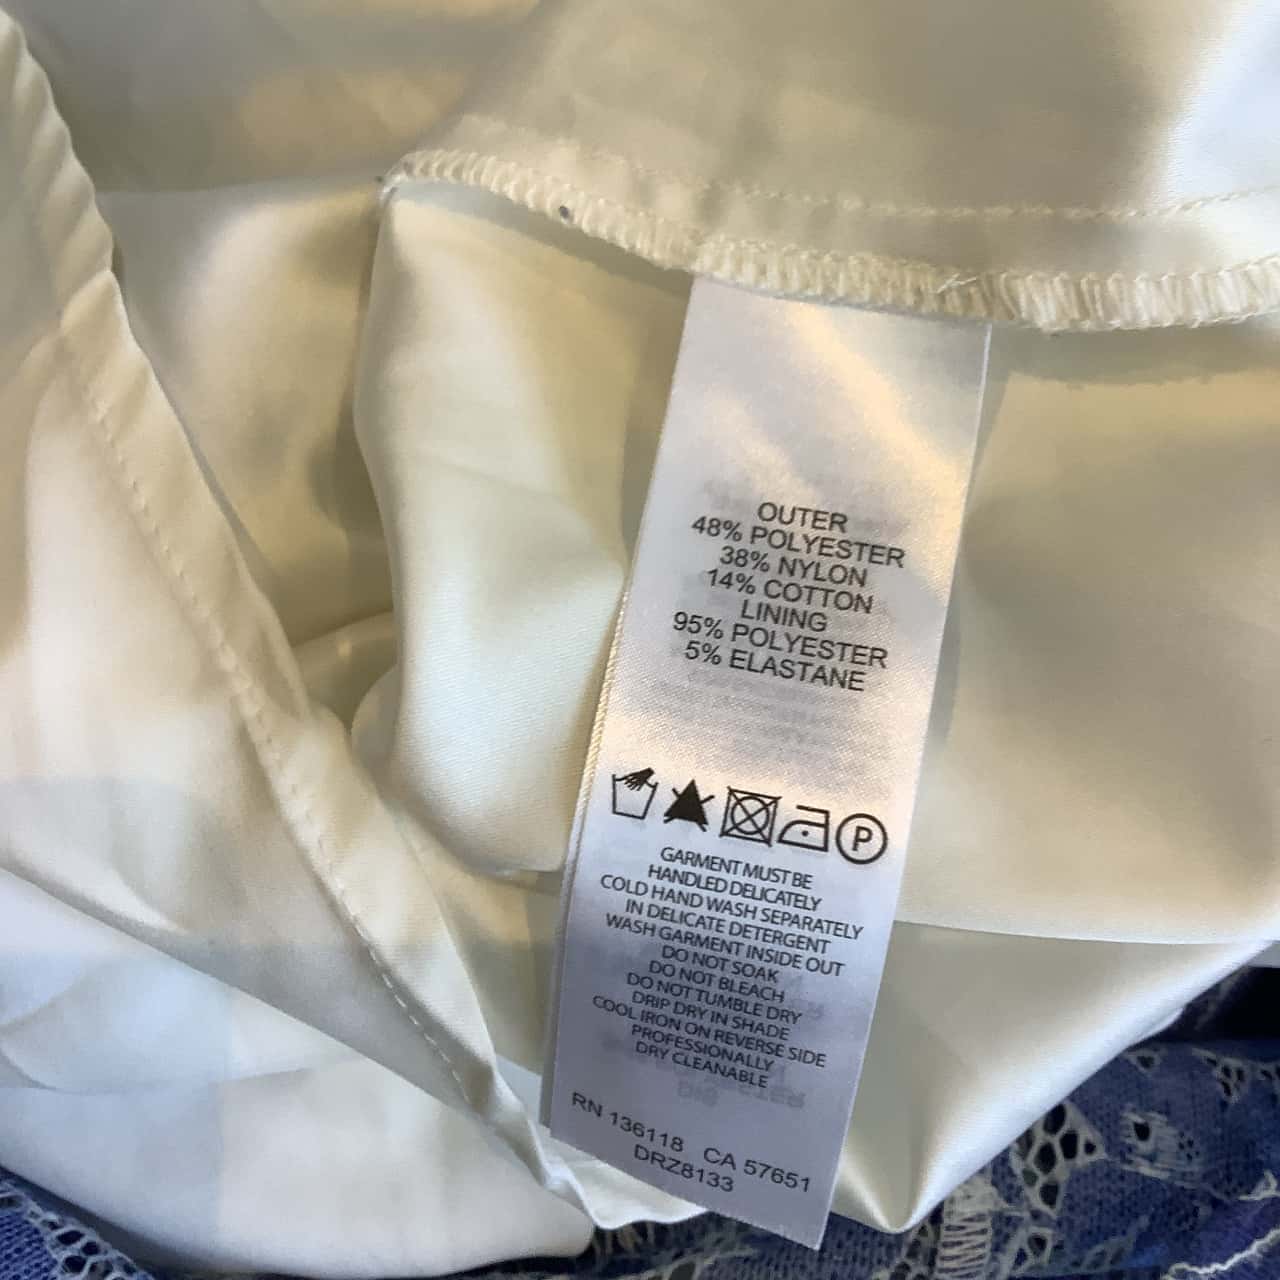 OUTER
48% POLYESTER
38% NYLON
14% COTTON
LINING
95% POLYESTER
5% ELASTANE
P
GARMENT MUST BE
HANDLED DELICATELY
COLD HAND WASH SEPARATELY
IN DELICATE DETERGENT
WASH GARMENT INSIDE OUT
DO NOT SOAK
DO NOT BLEACH
DO NOT TUMBLE DRY
DRIP DRY IN SHADE
COOL IRON ON REVERSE SIDE
PROFESSIONALLY
DRY CLEANABLE
RN 136118 CA 57651
DRZ8133